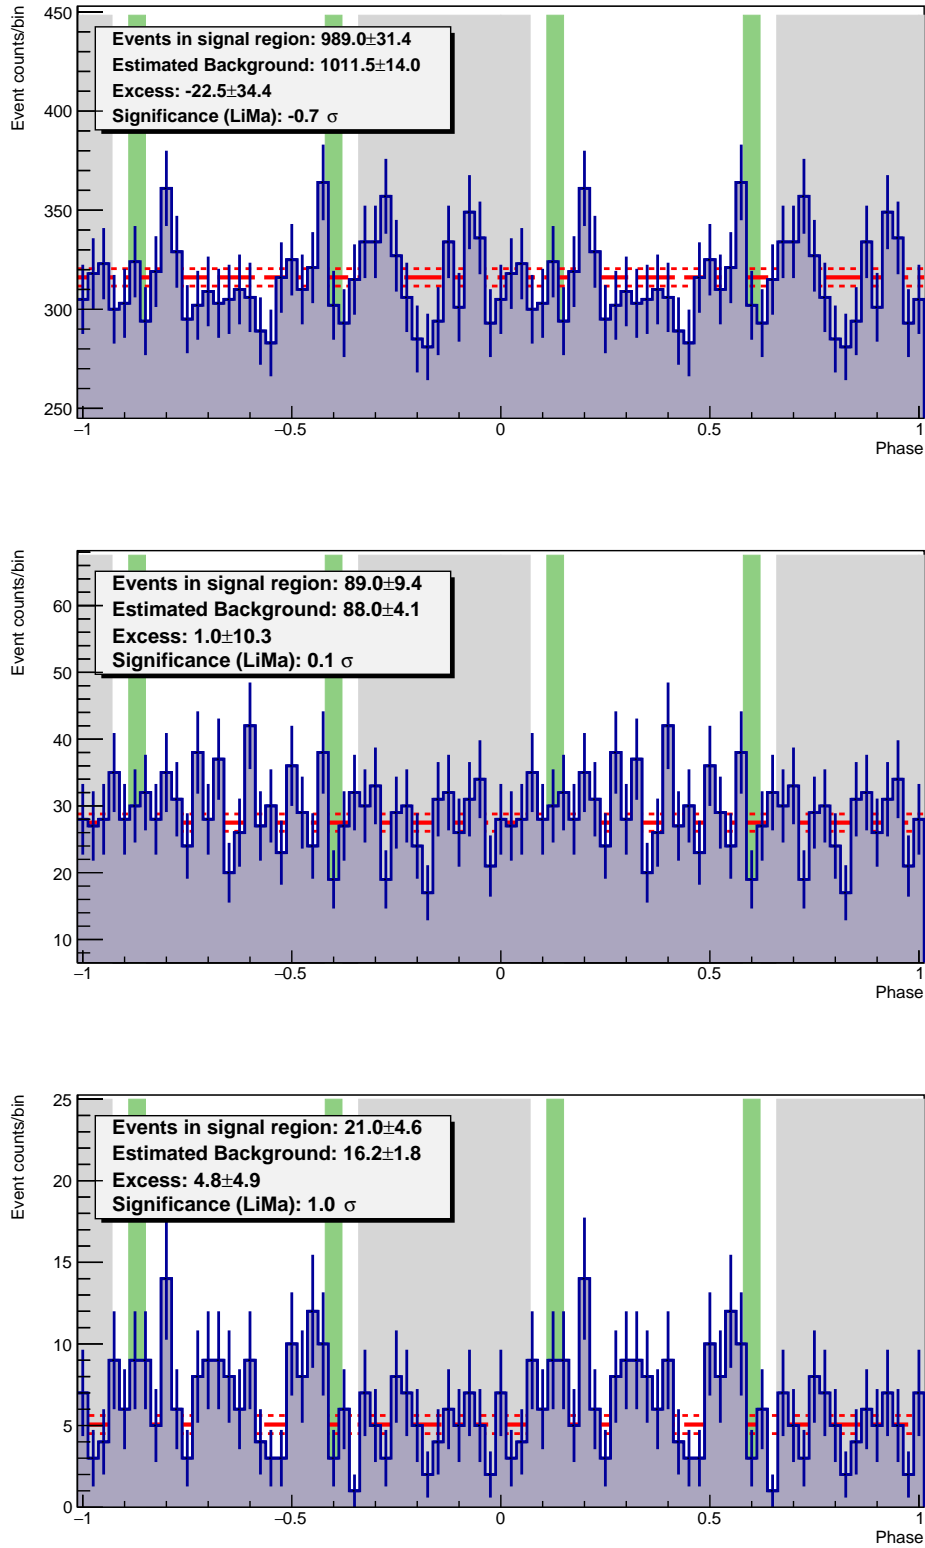 Event counts/bin
450
400
350
300
250
Events in signal region: 989.0±31.4
Estimated Background: 1011.5±14.0
Excess: -22.5±34.4
Significance (LiMa): -0.7 σ
−1
−0.5
0
0.5
1
Phase
Event counts/bin
60
50
40
30
20
10
Events in signal region: 89.0±9.4
Estimated Background: 88.0±4.1
Excess: 1.0±10.3
Significance (LiMa): 0.1 σ
−1
−0.5
0
0.5
1
Phase
Event counts/bin
25
20
15
10
5
0
Events in signal region: 21.0±4.6
Estimated Background: 16.2±1.8
Excess: 4.8±4.9
Significance (LiMa): 1.0 σ
−1
−0.5
0
0.5
1
Phase